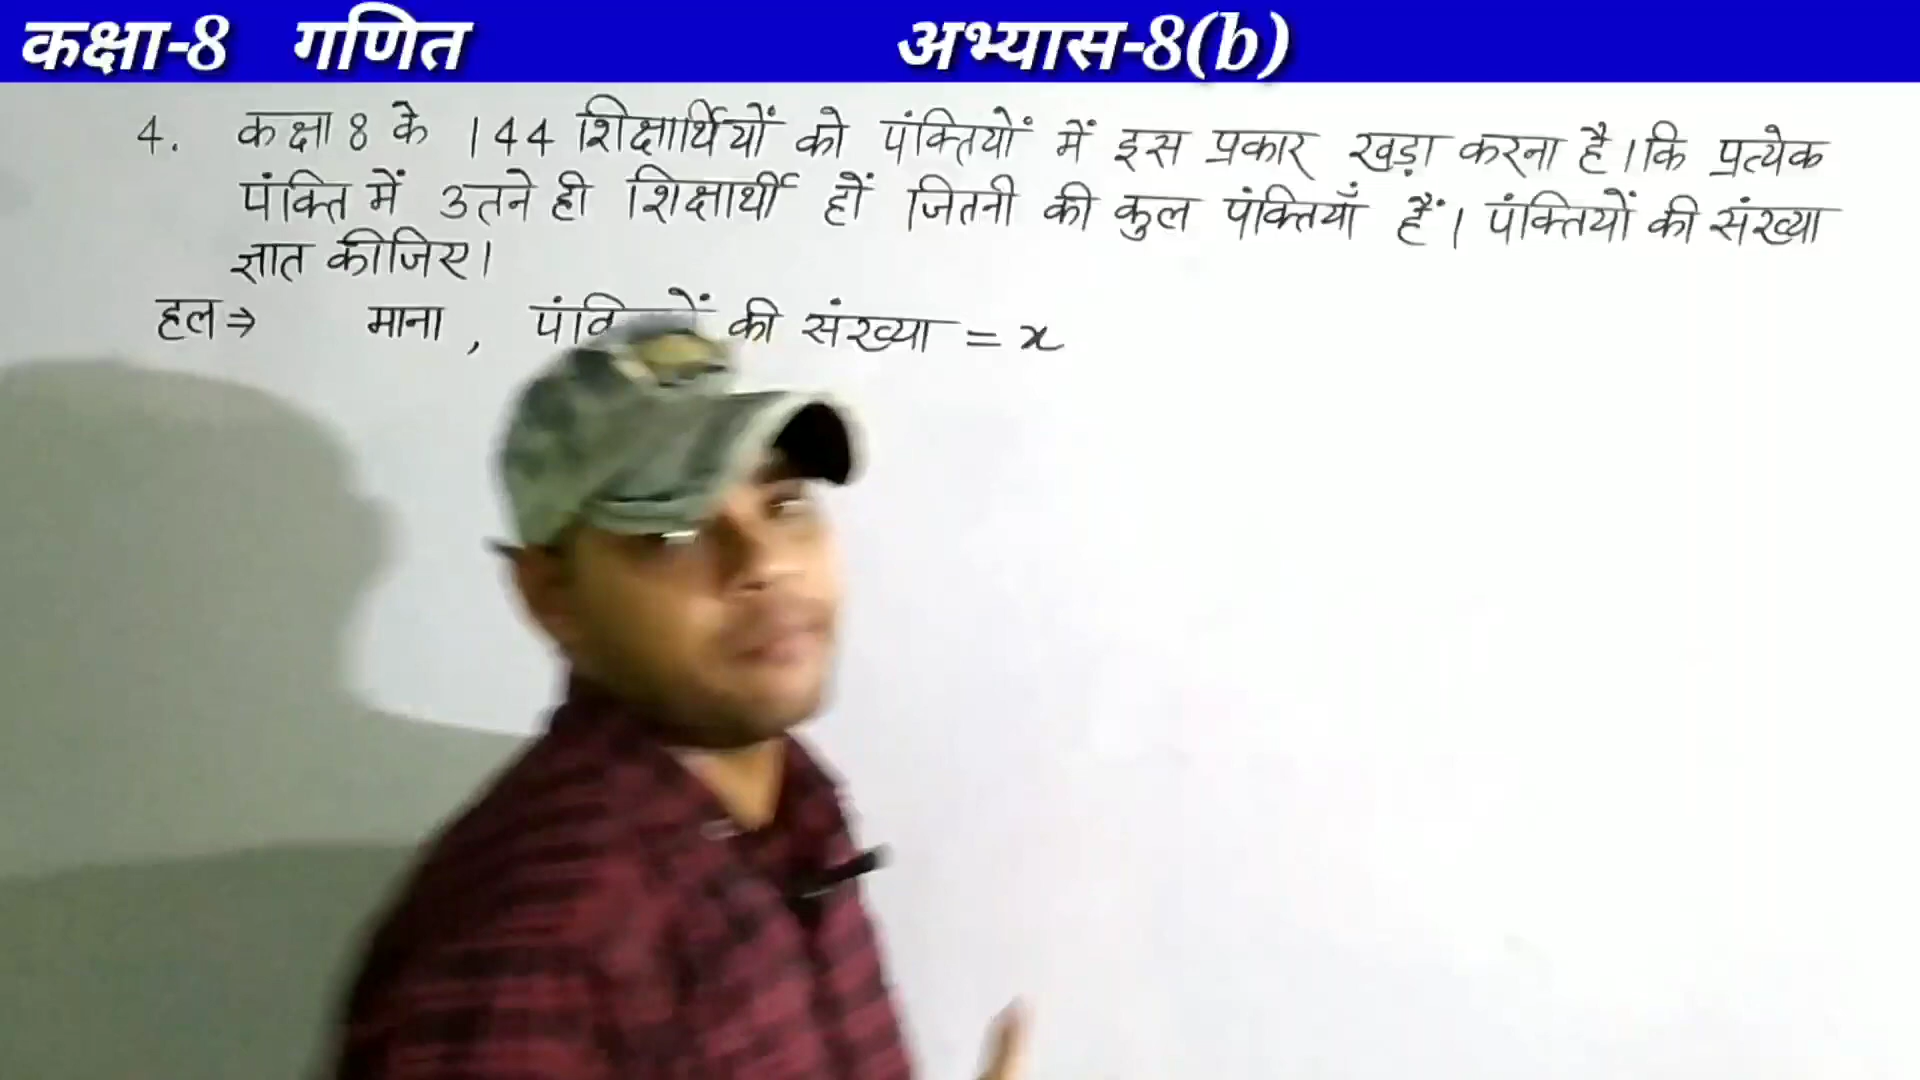 कक्षा-8 गणित अभ्यास-8(b)
4. कक्षा 8 के 144 शिक्षार्थियों को पंक्तियों में इस प्रकार खड़ा करना है। कि प्रत्येक
पंक्ति में उतने ही शिक्षार्थी हों जितनी की कुल पंक्तियाँ हैं। पंक्तियों की संख्या
ज्ञात कीजिए।
हल⇒ माना, की संख्या = x